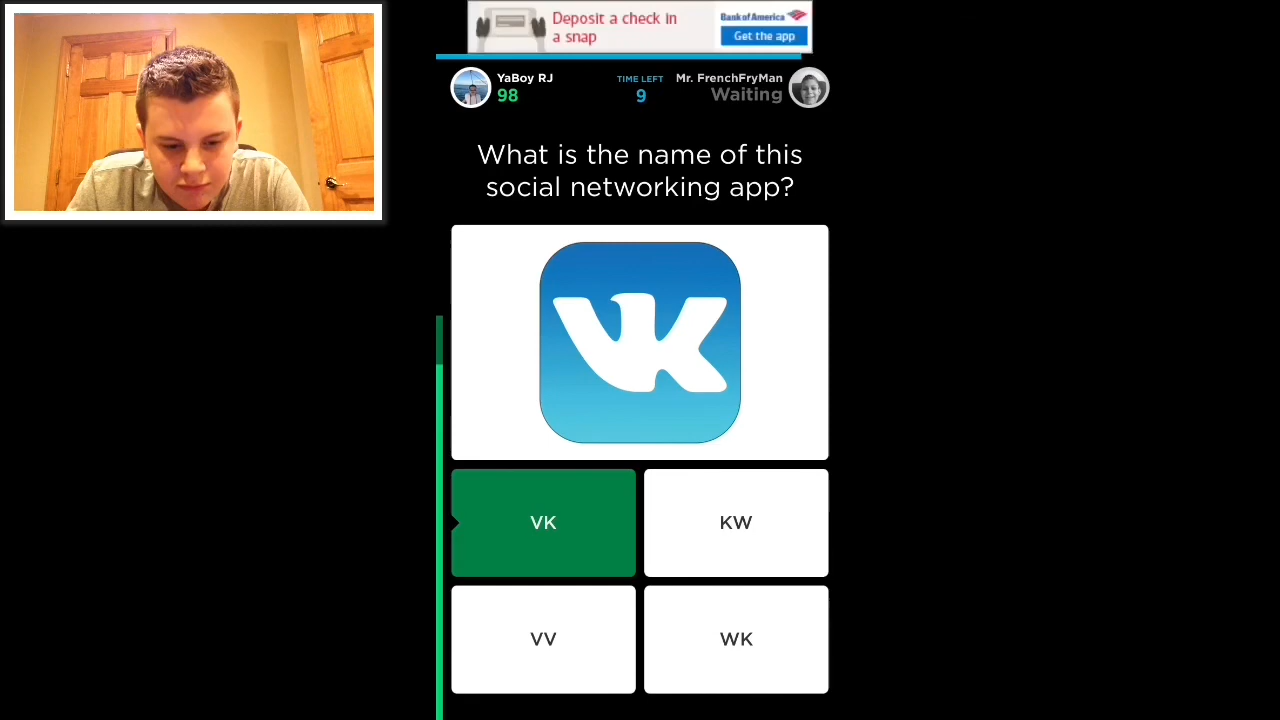 Deposit a check in
a snap
Bank of America
Get the app
YaBoy RJ
98
TIME LEFT
9
Mr. FrenchFryMan
Waiting
What is the name of this
social networking app?
VK
VK
KW
VV
WK